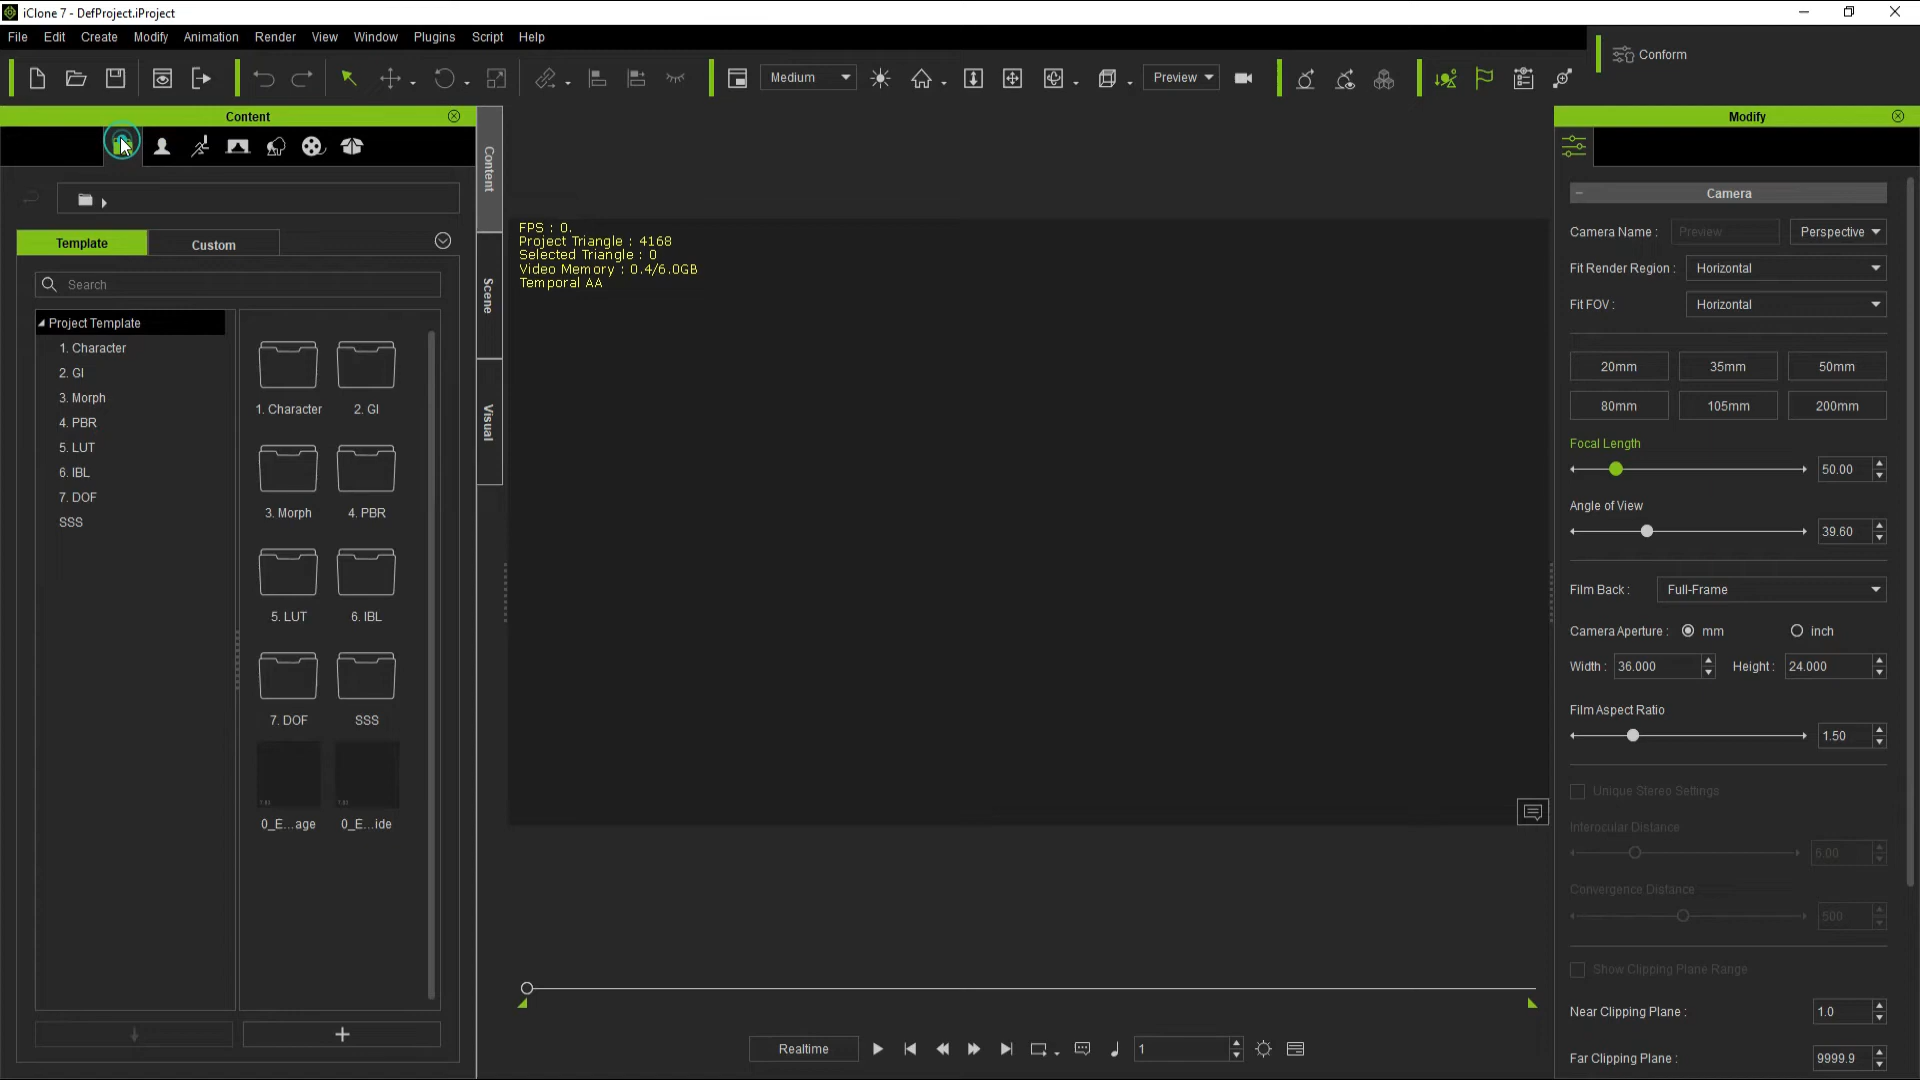 iClone 7 - DefProject.iProject
File Edit Create Modify Animation Render View Window Plugins Script Help
Conform
Medium
Preview
Content
Modify
Content
Scene
Visual
Template
Custom
Search
Project Template
1. Character
2. GI
3. Morph
4. PBR
5. LUT
6. IBL
7. DOF
SSS
1. Character
2. GI
3. Morph
4. PBR
5. LUT
6. IBL
7. DOF
SSS
0_E...age
0_E...ide
FPS : 0.
Project Triangle : 4168
Selected Triangle : 0
Video Memory : 0.4/6.0GB
Temporal AA
Realtime
1
Camera
Camera Name : Preview Perspective
Fit Render Region : Horizontal
Fit FOV : Horizontal
20mm 35mm 50mm
80mm 105mm 200mm
Focal Length
50.00
Angle of View
39.60
Film Back : Full-Frame
Camera Aperture : mm inch
Width : 36.000 Height : 24.000
Film Aspect Ratio
1.50
Unique Stereo Settings
Interocular Distance
6.00
Convergence Distance
500
Show Clipping Plane Range
Near Clipping Plane : 1.0
Far Clipping Plane : 9999.9